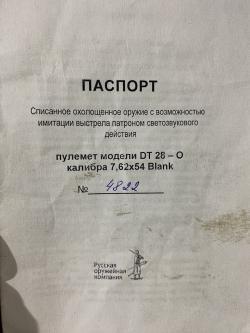 ПАСПОРТ
Списанное охолощенное оружие с возможностью
имитации выстрела патроном светозвукового
действия
пулемет модели DT 28 – О
калибра 7,62х54 Blank
№ 4822
Русская
оружейная
компания